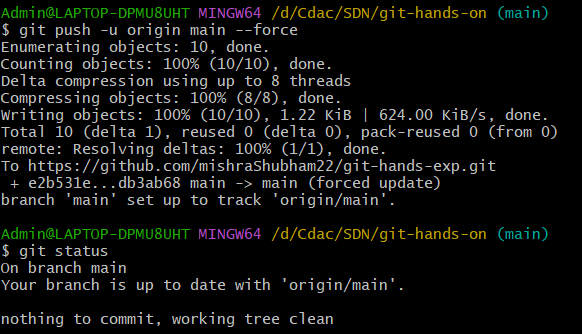 Admin@LAPTOP-DPMU8UHT MINGW64 /d/Cdac/SDN/git-hands-on (main)
$ git push -u origin main --force
Enumerating objects: 10, done.
Counting objects: 100% (10/10), done.
Delta compression using up to 8 threads
Compressing objects: 100% (8/8), done.
Writing objects: 100% (10/10), 1.22 KiB | 624.00 KiB/s, done.
Total 10 (delta 1), reused 0 (delta 0), pack-reused 0 (from 0)
remote: Resolving deltas: 100% (1/1), done.
To https://github.com/mishraShubham22/git-hands-exp.git
 + e2b531e...db3ab68 main -> main (forced update)
branch 'main' set up to track 'origin/main'.

Admin@LAPTOP-DPMU8UHT MINGW64 /d/Cdac/SDN/git-hands-on (main)
$ git status
On branch main
Your branch is up to date with 'origin/main'.

nothing to commit, working tree clean